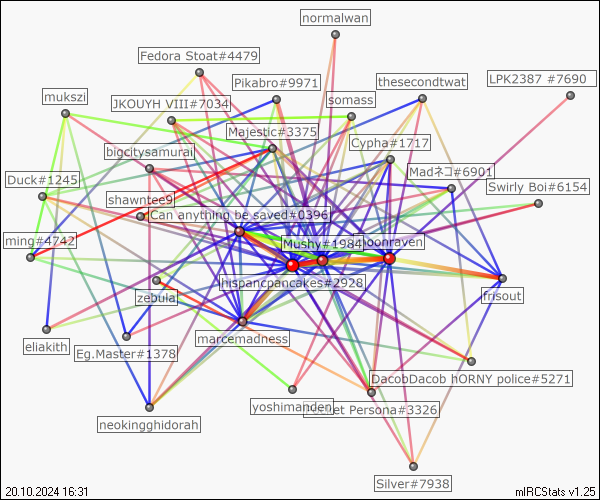 normalwan
Fedora Stoat#4479
Pikabro#9971
thesecondtwat
LPK2387 #7690
mukszi
JKOUYH VIII#7034
somass
Majestic#3375
Cypha#1717
bigcitysamurai
Madネコ#6901
Duck#1245
Swirly Boi#6154
shawntee9
Can anything be saved#0396
ming#4742
Mushy#1984
oonraven
hispanicpancakes#2928
zebula
frisout
marcemadness
eliakith
Eg.Master#1378
DacobDacob hORNY police#5271
yoshimanden
et Persona#3326
neokingghidorah
Silver#7938
20.10.2024 16:31
mIRCStats v1.25